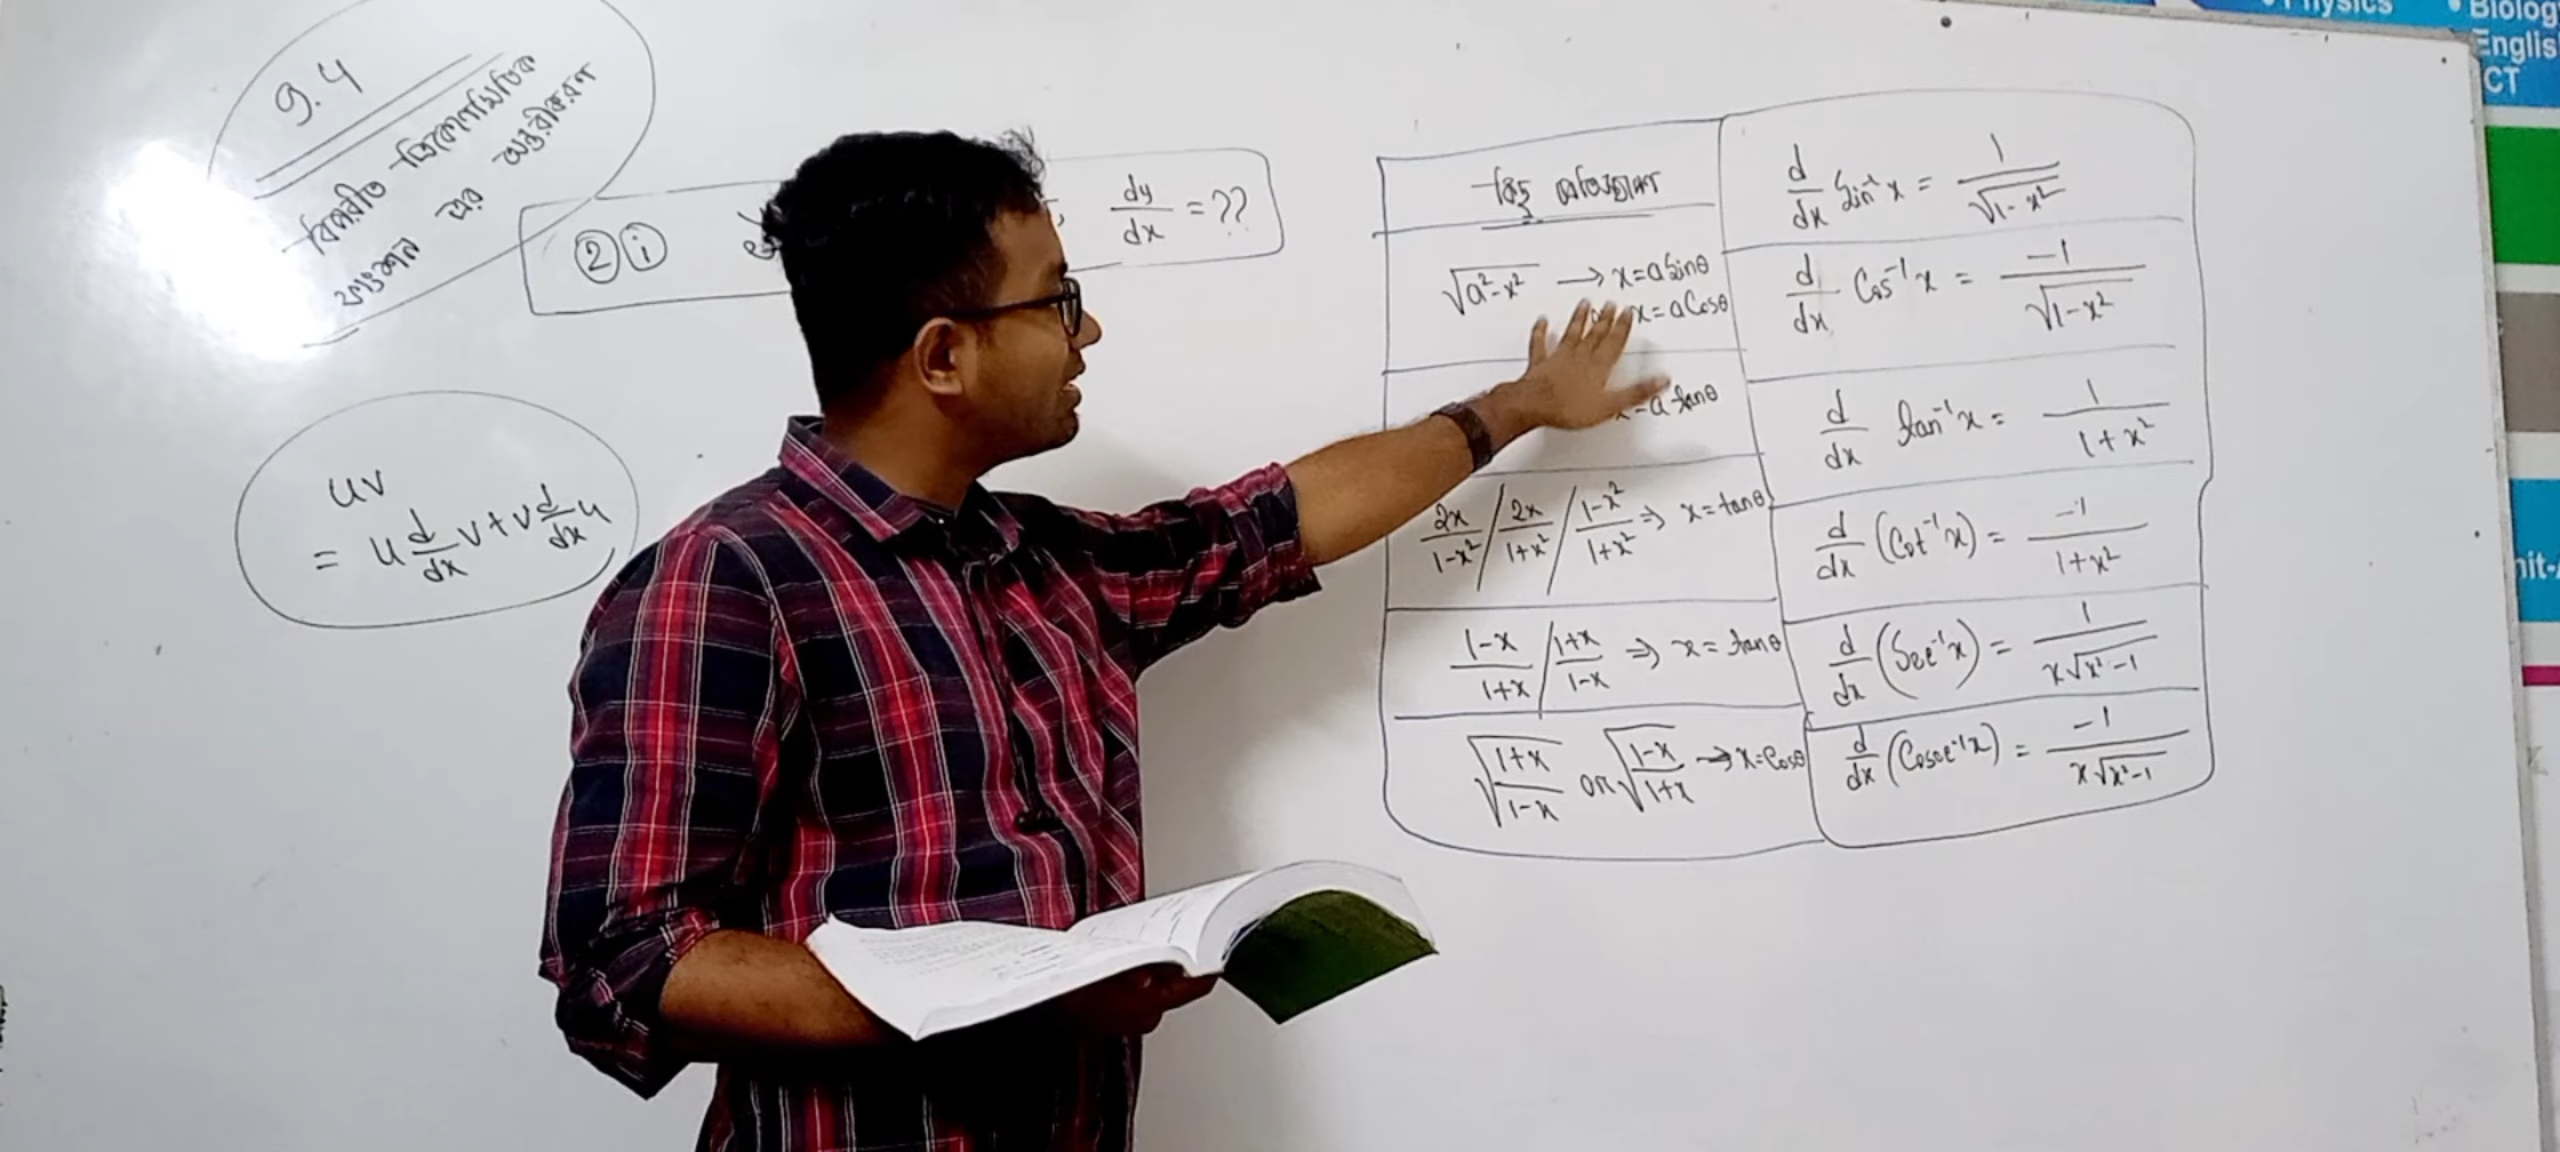 9.4
বিপরীত ত্রিকোণমিতিক
ফাংশন এর অন্তরীকরণ
② ⓘ
dy/dx = ??
uv
= u d/dx v + v d/dx u
কিছু প্রতিস্থাপন
√(a²-x²) → x = a sinθ
x = a Cosθ
a tanθ
2x/(1-x²) / 2x/(1+x²) / (1-x²)/(1+x²) ⇒ x = tanθ
(1-x)/(1+x) / (1+x)/(1-x) ⇒ x = tanθ
√((1+x)/(1-x)) or √((1-x)/(1+x)) → x = Cosθ
d/dx Sin⁻¹x = 1/√(1-x²)
d/dx Cos⁻¹x = -1/√(1-x²)
d/dx tan⁻¹x = 1/(1+x²)
d/dx (Cot⁻¹x) = -1/(1+x²)
d/dx (Sec⁻¹x) = 1/(x√(x²-1))
d/dx (Cosec⁻¹x) = -1/(x√(x²-1))
• Physics
• Biology
English
ICT